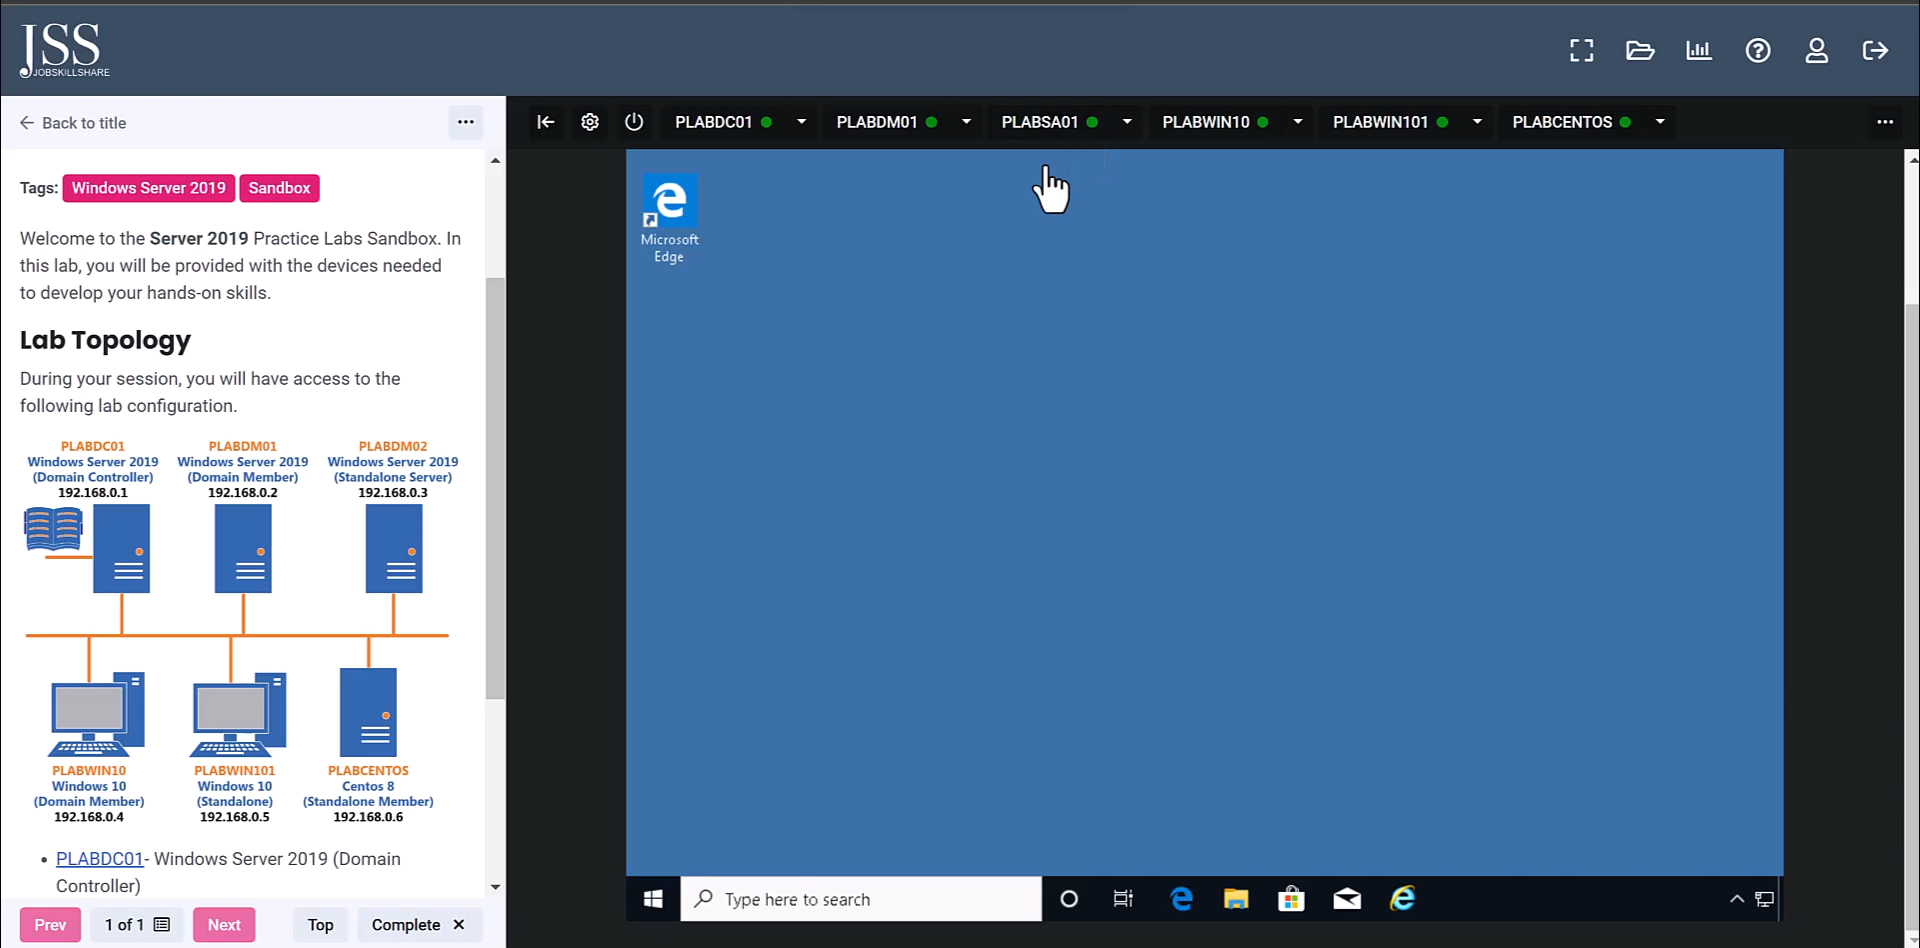 JSS
JOBSKILLSHARE
Back to title
PLABDC01
PLABDM01
PLABSA01
PLABWIN10
PLABWIN101
PLABCENTOS
Tags: Windows Server 2019 Sandbox
Welcome to the Server 2019 Practice Labs Sandbox. In
this lab, you will be provided with the devices needed
to develop your hands-on skills.
Lab Topology
During your session, you will have access to the
following lab configuration.
PLABDC01
Windows Server 2019
(Domain Controller)
192.168.0.1
PLABDM01
Windows Server 2019
(Domain Member)
192.168.0.2
PLABDM02
Windows Server 2019
(Standalone Server)
192.168.0.3
PLABWIN10
Windows 10
(Domain Member)
192.168.0.4
PLABWIN101
Windows 10
(Standalone)
192.168.0.5
PLABCENTOS
Centos 8
(Standalone Member)
192.168.0.6
PLABDC01- Windows Server 2019 (Domain
Controller)
Prev
1 of 1
Next
Top
Complete
Microsoft
Edge
Type here to search